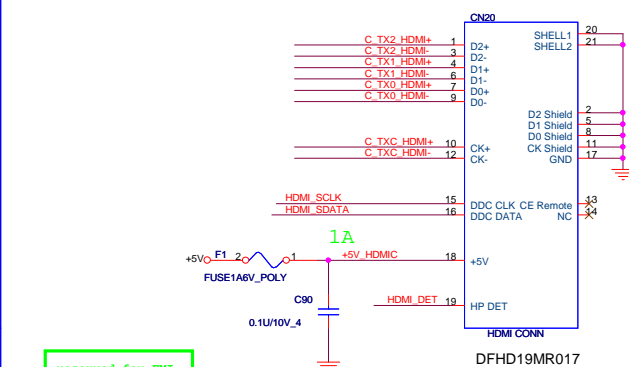 CN20
C_TX2_HDMI+ 1 D2+ SHELL1 20
C_TX2_HDMI- 3 D2- SHELL2 21
C_TX1_HDMI+ 4 D1+
C_TX1_HDMI- 6 D1-
C_TX0_HDMI+ 7 D0+
C_TX0_HDMI- 9 D0-
D2 Shield 2
D1 Shield 5
D0 Shield 8
C_TXC_HDMI+ 10 CK+ CK Shield 11
C_TXC_HDMI- 12 CK- GND 17
HDMI_SCLK 15 DDC CLK CE Remote 13
HDMI_SDATA 16 DDC DATA NC 14
1A
+5V F1 2 1 +5V_HDMIC 18 +5V
FUSE1A6V_POLY
C90
HDMI_DET 19 HP DET
0.1U/10V_4
HDMI CONN
DFHD19MR017
reserved for EMI